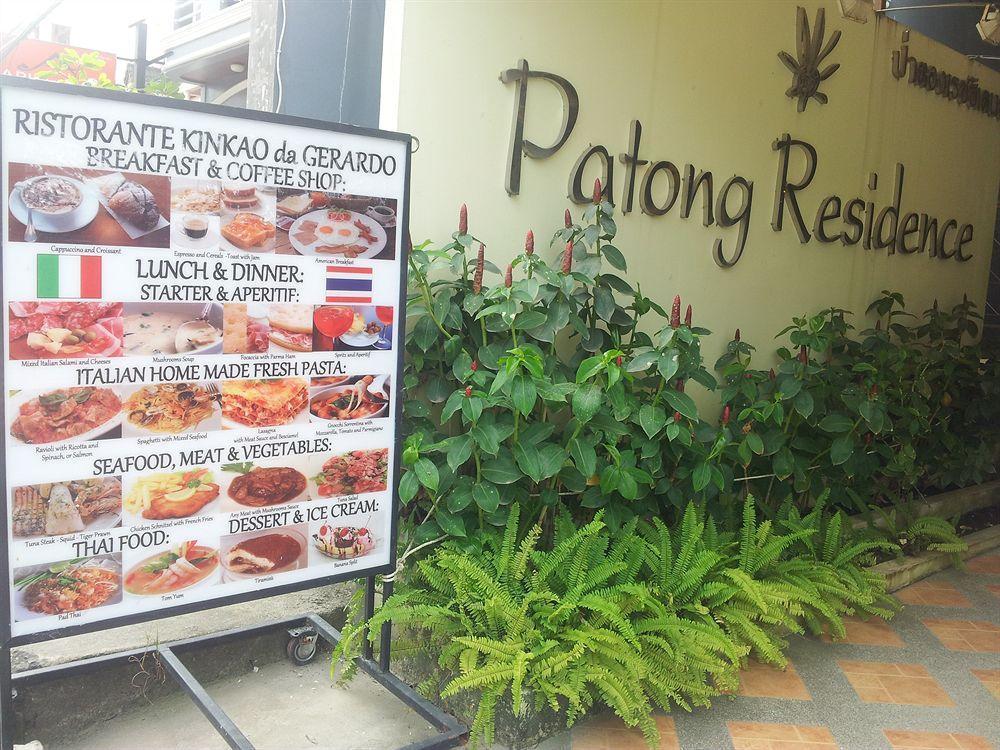 RISTORANTE KINKAO da GERARDO
BREAKFAST & COFFEE SHOP:
Cappuccino and Croissant
Espresso and Cereals -Toast with Jam
American Breakfast
LUNCH & DINNER:
STARTER & APERITIF:
Mixed Italian Salami and Cheeses
Mushrooms Soup
Focaccia with Parma Ham
Spritz and Aperitif
ITALIAN HOME MADE FRESH PASTA:
Ravioli with Ricotta and
Spinach, or Salmon
Spaghetti with Mixed Seafood
Lasagna
with Meat Sauce and Besciamel
Gnocchi Sorrentina with
Mozzarella, Tomato and Parmigiano
SEAFOOD, MEAT & VEGETABLES:
Tuna Steak - Squid - Tiger Prawn
Chicken Schnitzel with French Fries
Any Meat with Mushrooms Sauce
Tuna Salad
THAI FOOD:
DESSERT & ICE CREAM:
Pad Thai
Tom Yum
Tiramisù
Banana Split
Patong Residence